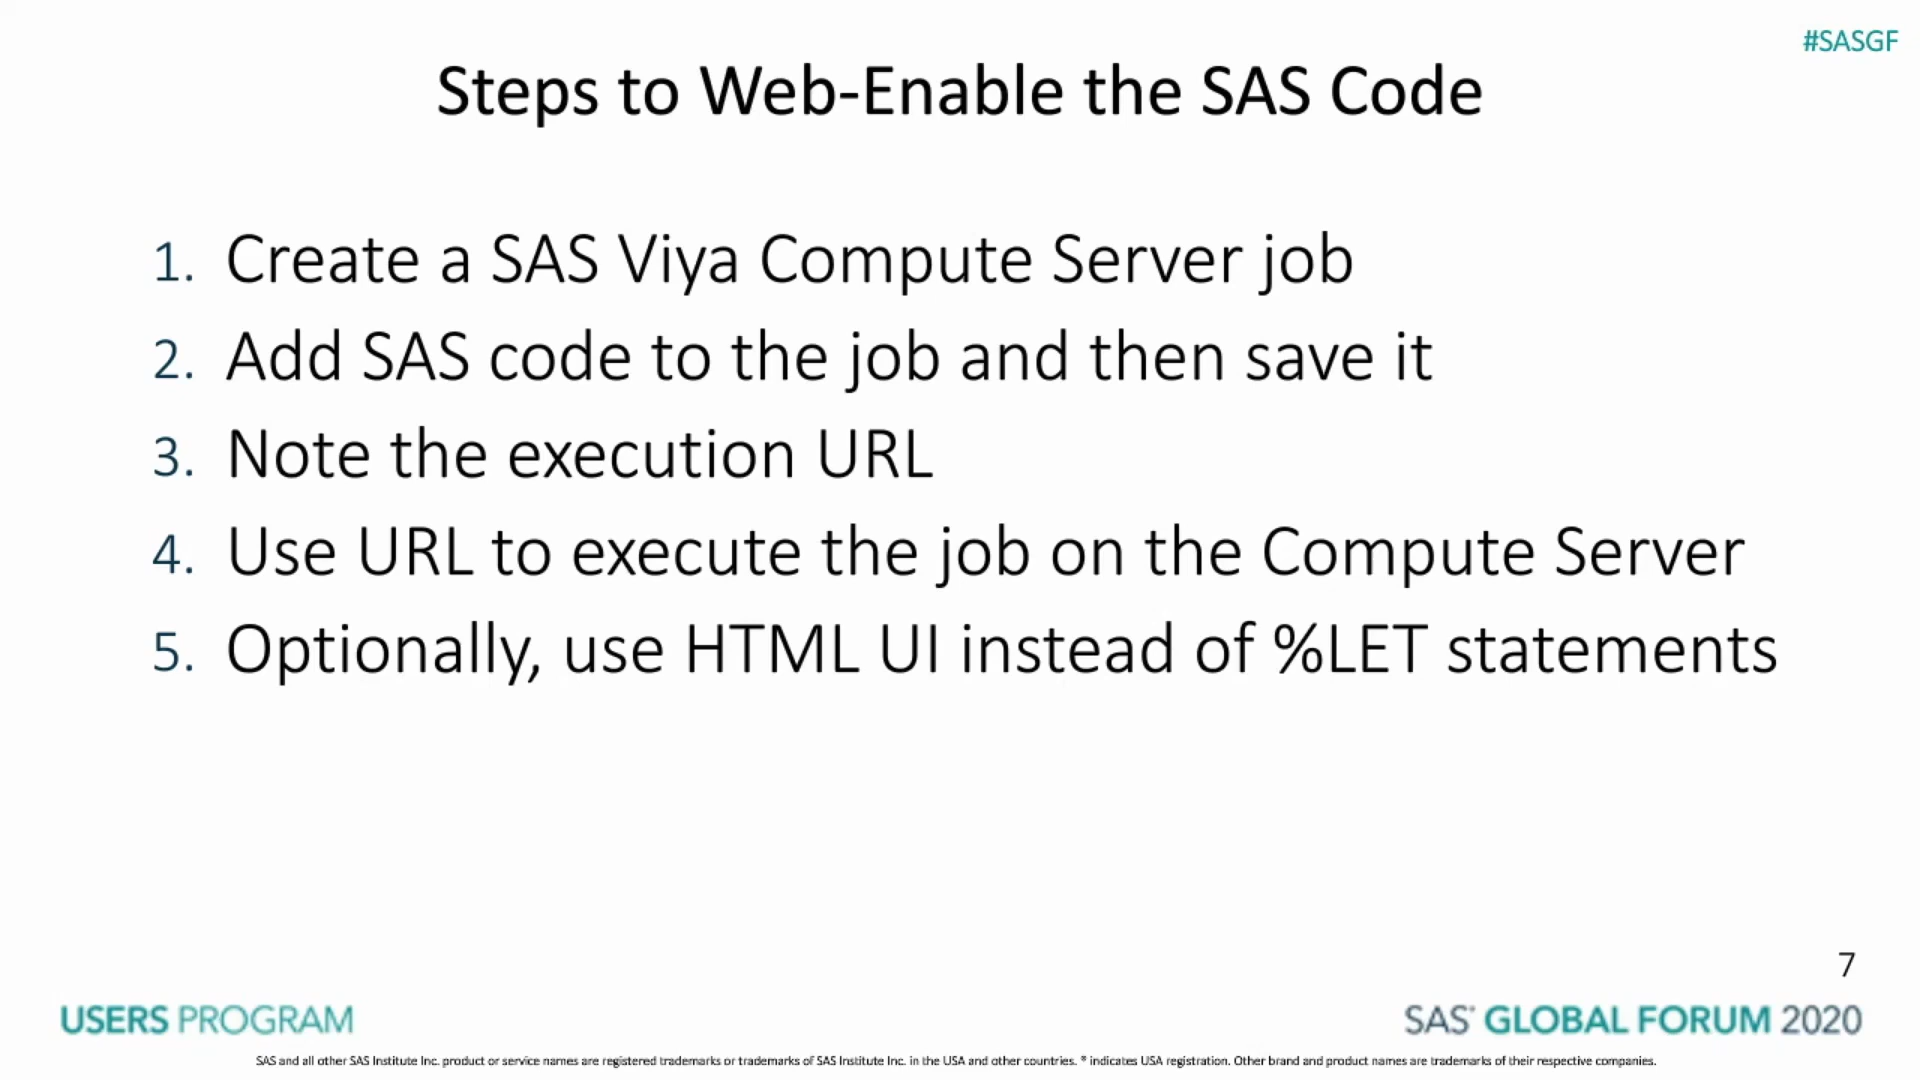 #SASGF
Steps to Web-Enable the SAS Code
1. Create a SAS Viya Compute Server job
2. Add SAS code to the job and then save it
3. Note the execution URL
4. Use URL to execute the job on the Compute Server
5. Optionally, use HTML UI instead of %LET statements
7
USERS PROGRAM
SAS® GLOBAL FORUM 2020
SAS and all other SAS Institute Inc. product or service names are registered trademarks or trademarks of SAS Institute Inc. in the USA and other countries. ® indicates USA registration. Other brand and product names are trademarks of their respective companies.